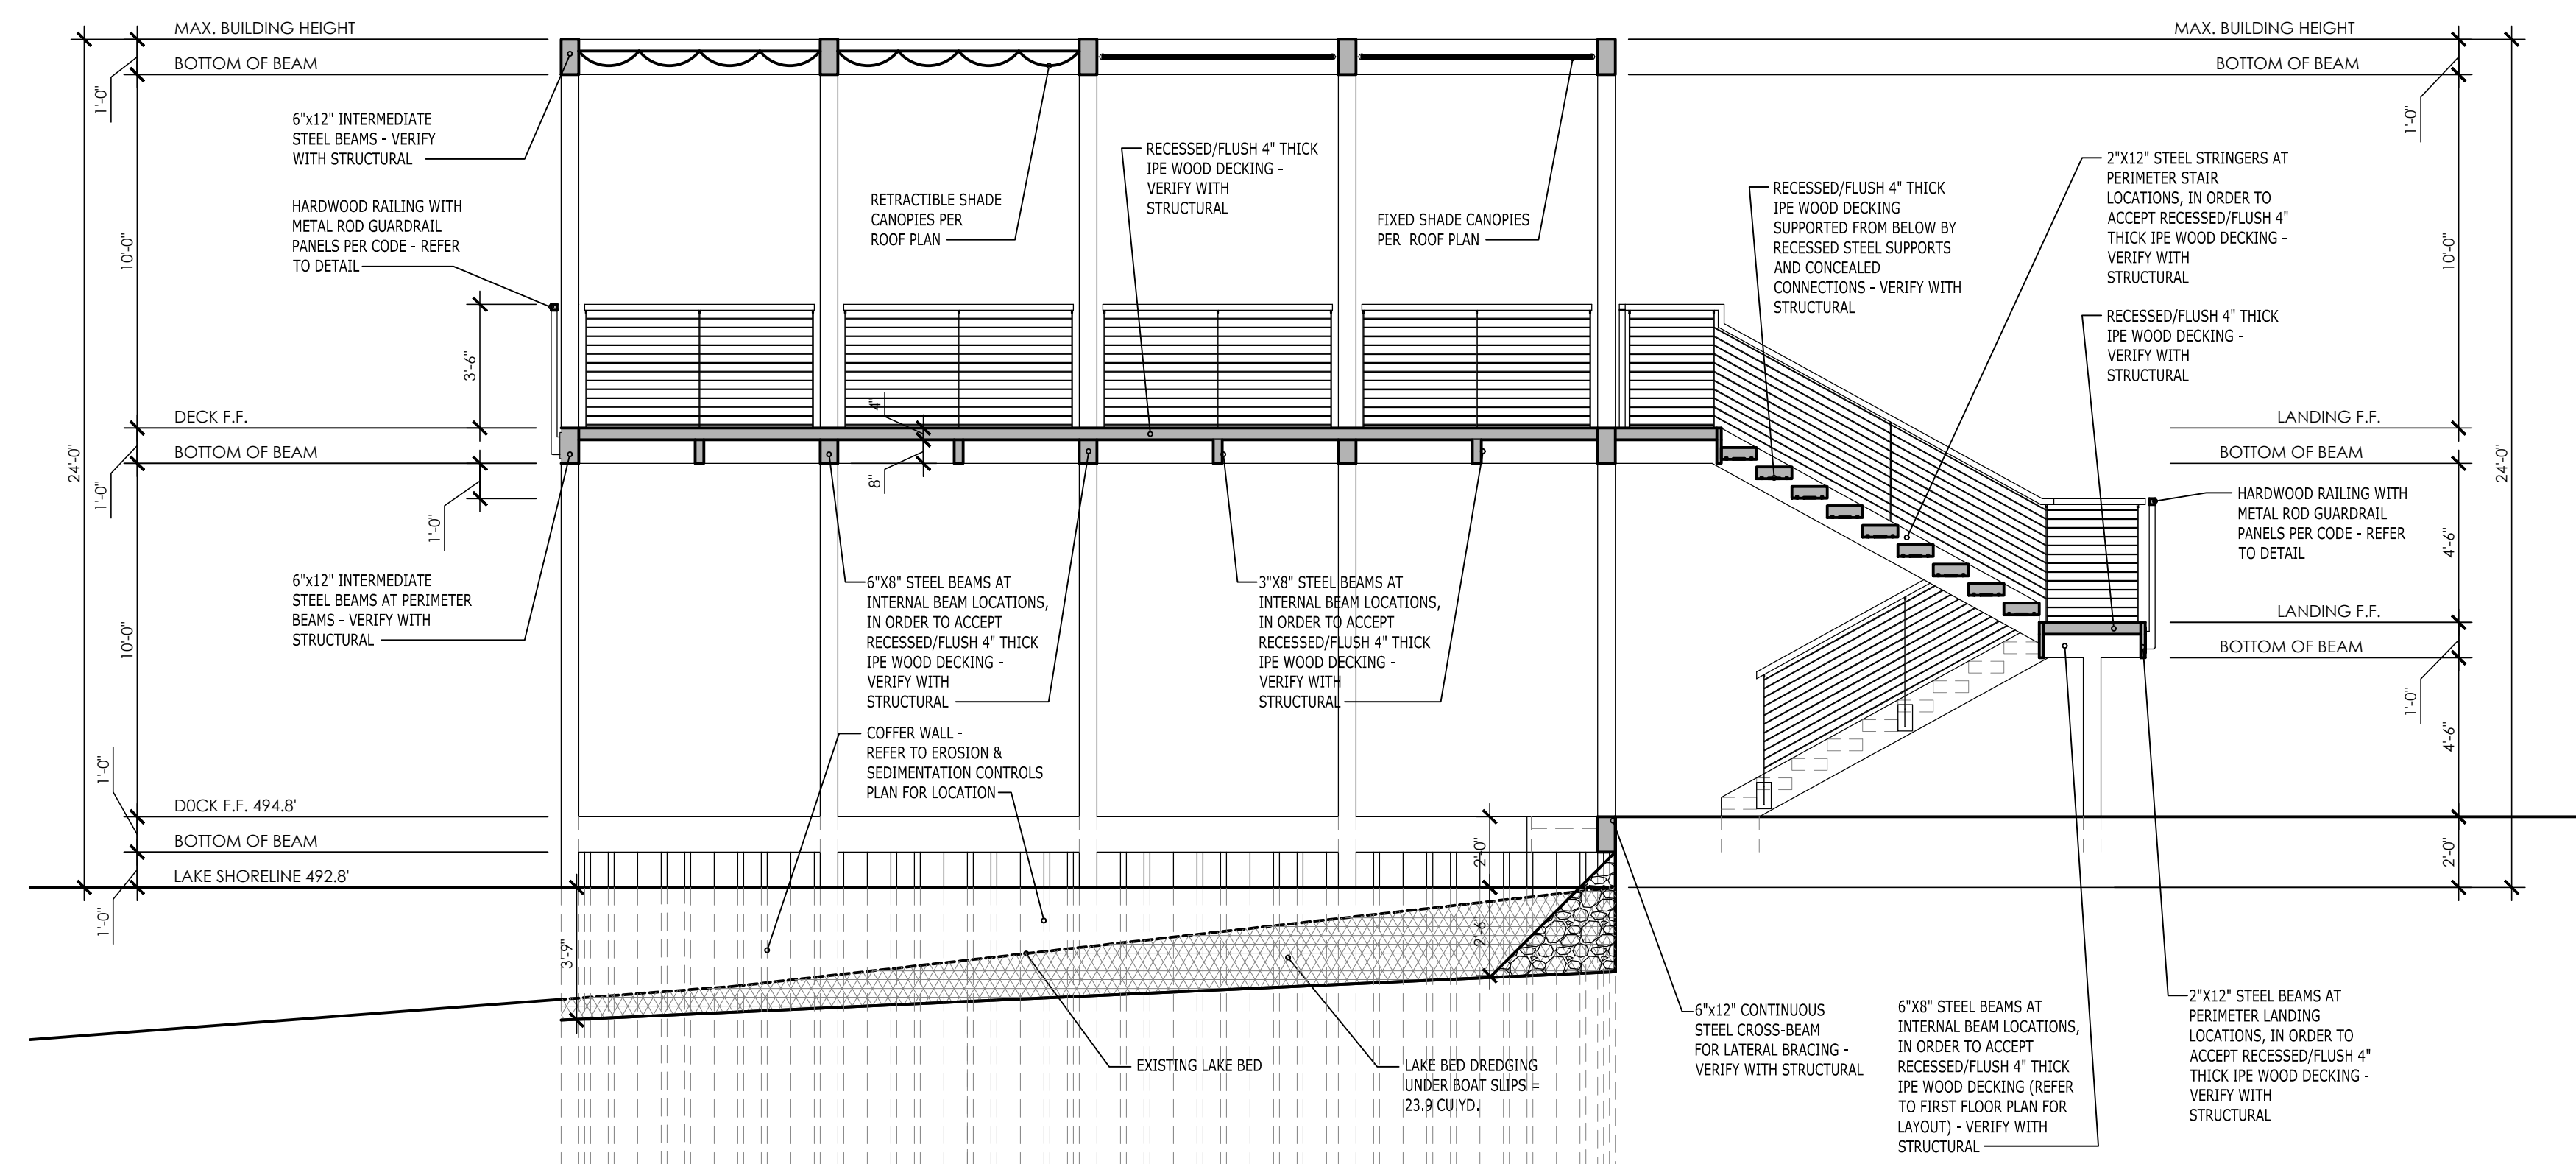 MAX. BUILDING HEIGHT
BOTTOM OF BEAM
1'-0"
6"x12" INTERMEDIATE
STEEL BEAMS - VERIFY
WITH STRUCTURAL
HARDWOOD RAILING WITH
METAL ROD GUARDRAIL
PANELS PER CODE - REFER
TO DETAIL
10'-0"
3'-6"
DECK F.F.
BOTTOM OF BEAM
24'-0"
1'-0"
1'-0"
6"x12" INTERMEDIATE
STEEL BEAMS AT PERIMETER
BEAMS - VERIFY WITH
STRUCTURAL
10'-0"
1'-0"
D0CK F.F. 494.8'
BOTTOM OF BEAM
LAKE SHORELINE 492.8'
1'-0"
3'-9"
RETRACTIBLE SHADE
CANOPIES PER
ROOF PLAN
RECESSED/FLUSH 4" THICK
IPE WOOD DECKING -
VERIFY WITH
STRUCTURAL
FIXED SHADE CANOPIES
PER ROOF PLAN
4"
8"
6"X8" STEEL BEAMS AT
INTERNAL BEAM LOCATIONS,
IN ORDER TO ACCEPT
RECESSED/FLUSH 4" THICK
IPE WOOD DECKING -
VERIFY WITH
STRUCTURAL
3"X8" STEEL BEAMS AT
INTERNAL BEAM LOCATIONS,
IN ORDER TO ACCEPT
RECESSED/FLUSH 4" THICK
IPE WOOD DECKING -
VERIFY WITH
STRUCTURAL
COFFER WALL -
REFER TO EROSION &
SEDIMENTATION CONTROLS
PLAN FOR LOCATION
2'-0"
2'-6"
EXISTING LAKE BED
LAKE BED DREDGING
UNDER BOAT SLIPS =
23.9 CU.YD.
MAX. BUILDING HEIGHT
BOTTOM OF BEAM
1'-0"
RECESSED/FLUSH 4" THICK
IPE WOOD DECKING
SUPPORTED FROM BELOW BY
RECESSED STEEL SUPPORTS
AND CONCEALED
CONNECTIONS - VERIFY WITH
STRUCTURAL
2"X12" STEEL STRINGERS AT
PERIMETER STAIR
LOCATIONS, IN ORDER TO
ACCEPT RECESSED/FLUSH 4"
THICK IPE WOOD DECKING -
VERIFY WITH
STRUCTURAL
10'-0"
RECESSED/FLUSH 4" THICK
IPE WOOD DECKING -
VERIFY WITH
STRUCTURAL
LANDING F.F.
BOTTOM OF BEAM
24'-0"
HARDWOOD RAILING WITH
METAL ROD GUARDRAIL
PANELS PER CODE - REFER
TO DETAIL
4'-6"
LANDING F.F.
BOTTOM OF BEAM
1'-0"
4'-6"
2'-0"
6"x12" CONTINUOUS
STEEL CROSS-BEAM
FOR LATERAL BRACING -
VERIFY WITH STRUCTURAL
6"X8" STEEL BEAMS AT
INTERNAL BEAM LOCATIONS,
IN ORDER TO ACCEPT
RECESSED/FLUSH 4" THICK
IPE WOOD DECKING (REFER
TO FIRST FLOOR PLAN FOR
LAYOUT) - VERIFY WITH
STRUCTURAL
2"X12" STEEL BEAMS AT
PERIMETER LANDING
LOCATIONS, IN ORDER TO
ACCEPT RECESSED/FLUSH 4"
THICK IPE WOOD DECKING -
VERIFY WITH
STRUCTURAL